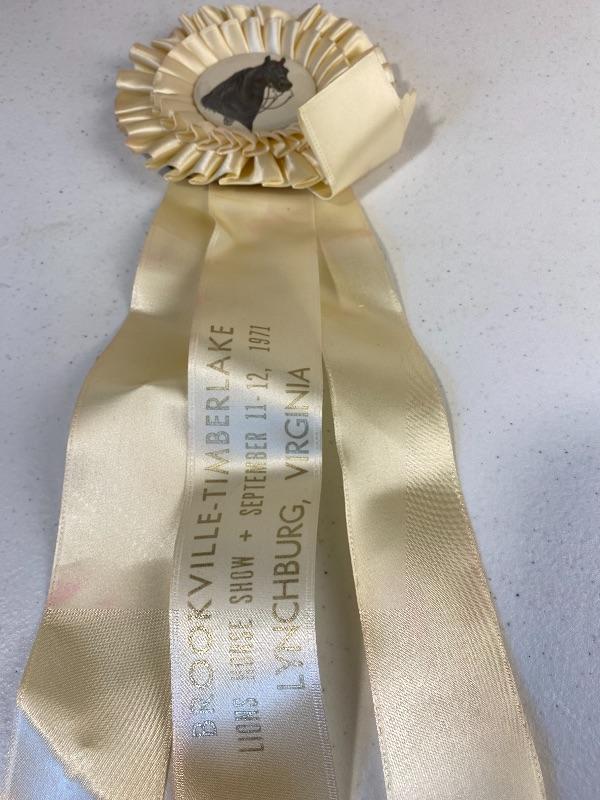 BROOKVILLE-TIMBERLAKE
LIONS HORSE SHOW + SEPTEMBER 11-12, 1971
LYNCHBURG, VIRGINIA